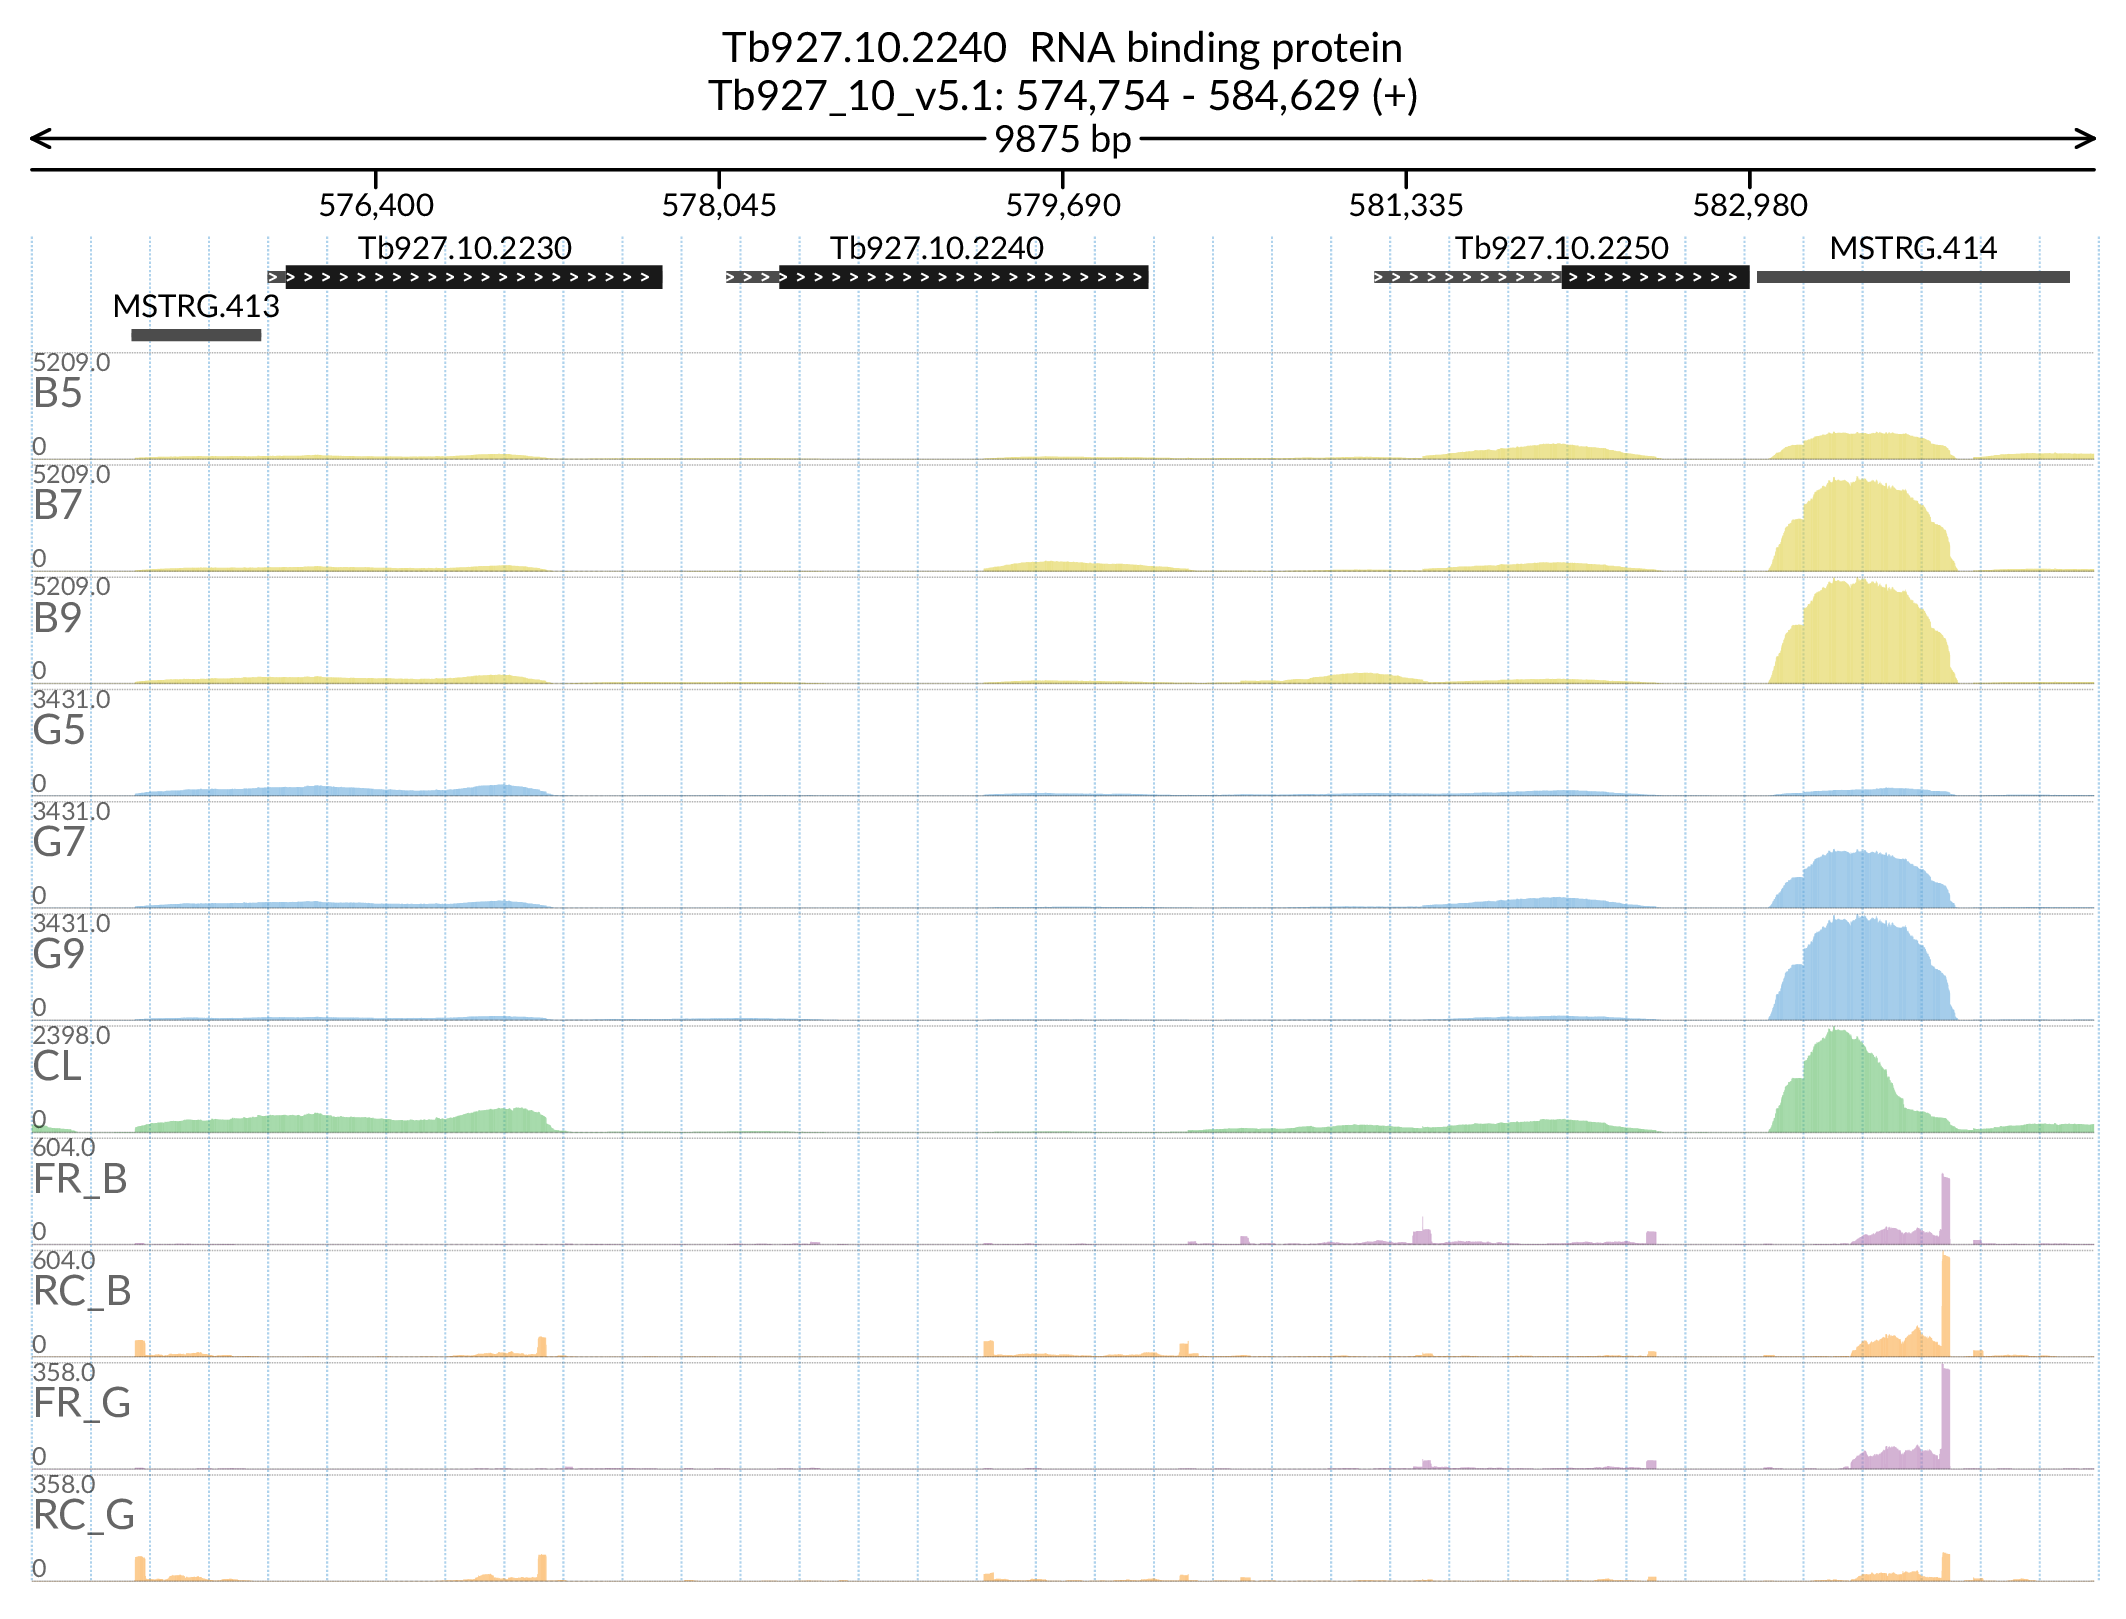 Tb927.10.2240  RNA binding protein
Tb927_10_v5.1: 574,754 - 584,629 (+)
9875 bp
576,400 578,045 579,690 581,335 582,980
Tb927.10.2230 Tb927.10.2240 Tb927.10.2250 MSTRG.414
MSTRG.413
5209.0
B5
0
5209.0
B7
0
5209.0
B9
0
3431.0
G5
0
3431.0
G7
0
3431.0
G9
0
2398.0
CL
0
604.0
FR_B
0
604.0
RC_B
0
358.0
FR_G
0
358.0
RC_G
0